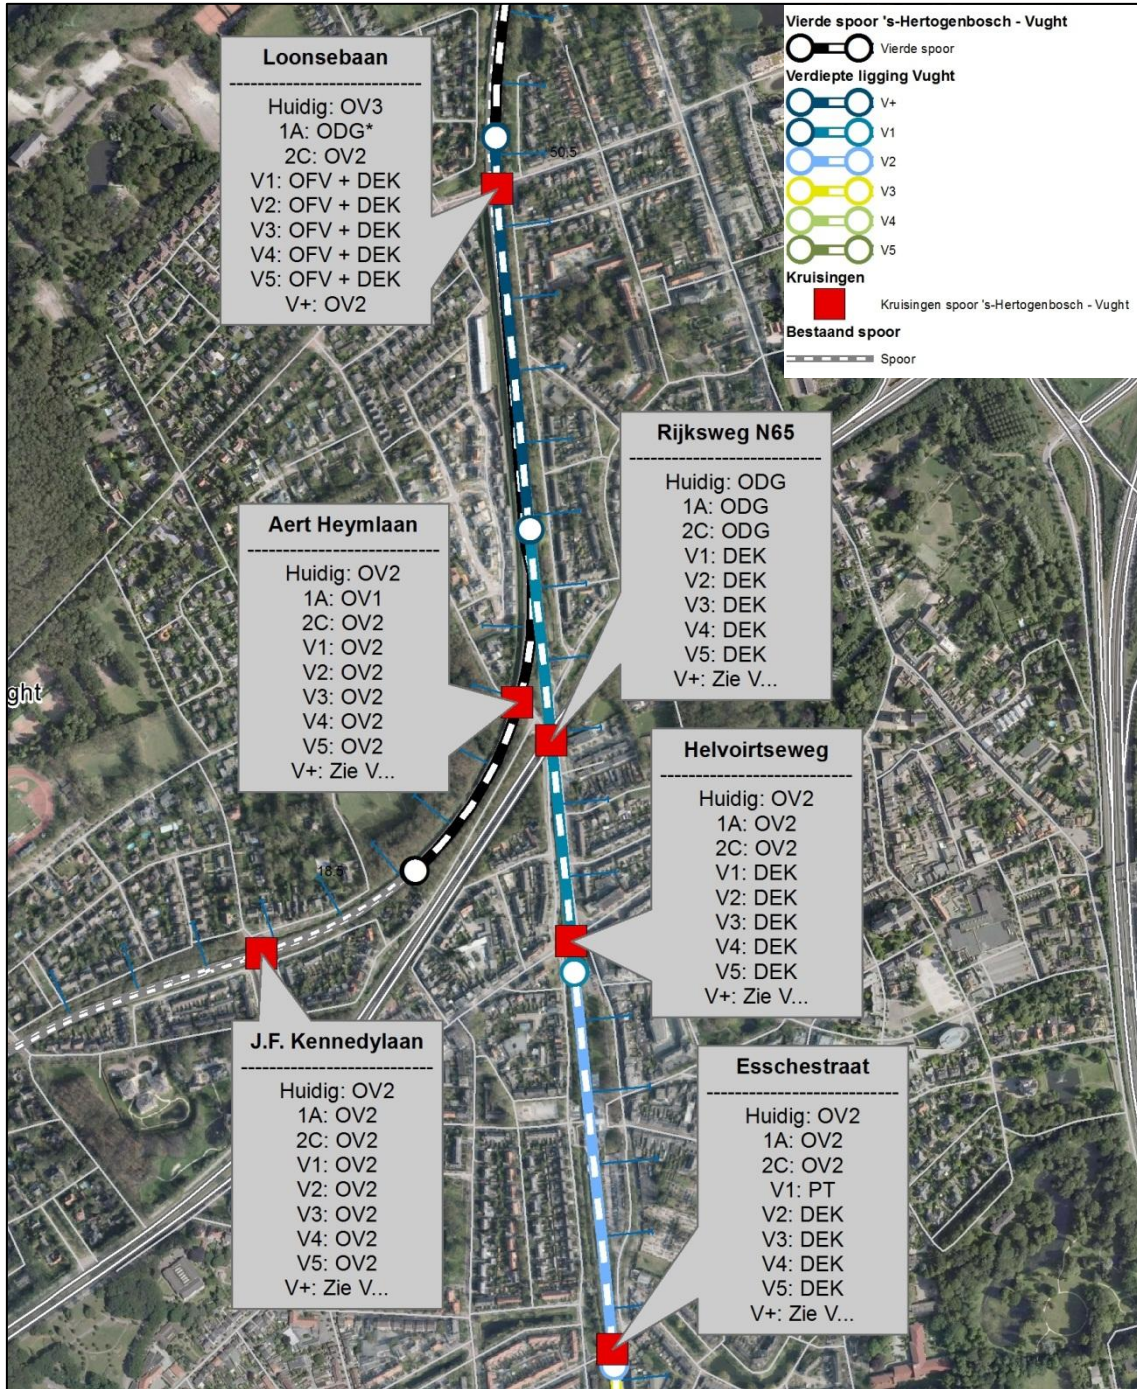 Loonsebaan
-----------------------------
Huidig: OV3
1A: ODG*
2C: OV2
V1: OFV + DEK
V2: OFV + DEK
V3: OFV + DEK
V4: OFV + DEK
V5: OFV + DEK
V+: OV2
Vierde spoor 's-Hertogenbosch - Vught
Vierde spoor
Verdiepte ligging Vught
V+
V1
V2
V3
V4
V5
Kruisingen
Kruisingen spoor 's-Hertogenbosch - Vught
Bestaand spoor
Spoor
50.5
Rijksweg N65
-----------------------------
Huidig: ODG
1A: ODG
2C: ODG
V1: DEK
V2: DEK
V3: DEK
V4: DEK
V5: DEK
V+: Zie V...
Aert Heymlaan
-----------------------------
Huidig: OV2
1A: OV1
2C: OV2
V1: OV2
V2: OV2
V3: OV2
V4: OV2
V5: OV2
V+: Zie V...
ght
Helvoirtseweg
-----------------------------
Huidig: OV2
1A: OV2
2C: OV2
V1: DEK
V2: DEK
V3: DEK
V4: DEK
V5: DEK
V+: Zie V...
18.5
J.F. Kennedylaan
-----------------------------
Huidig: OV2
1A: OV2
2C: OV2
V1: OV2
V2: OV2
V3: OV2
V4: OV2
V5: OV2
V+: Zie V...
Esschestraat
-----------------------------
Huidig: OV2
1A: OV2
2C: OV2
V1: PT
V2: DEK
V3: DEK
V4: DEK
V5: DEK
V+: Zie V...